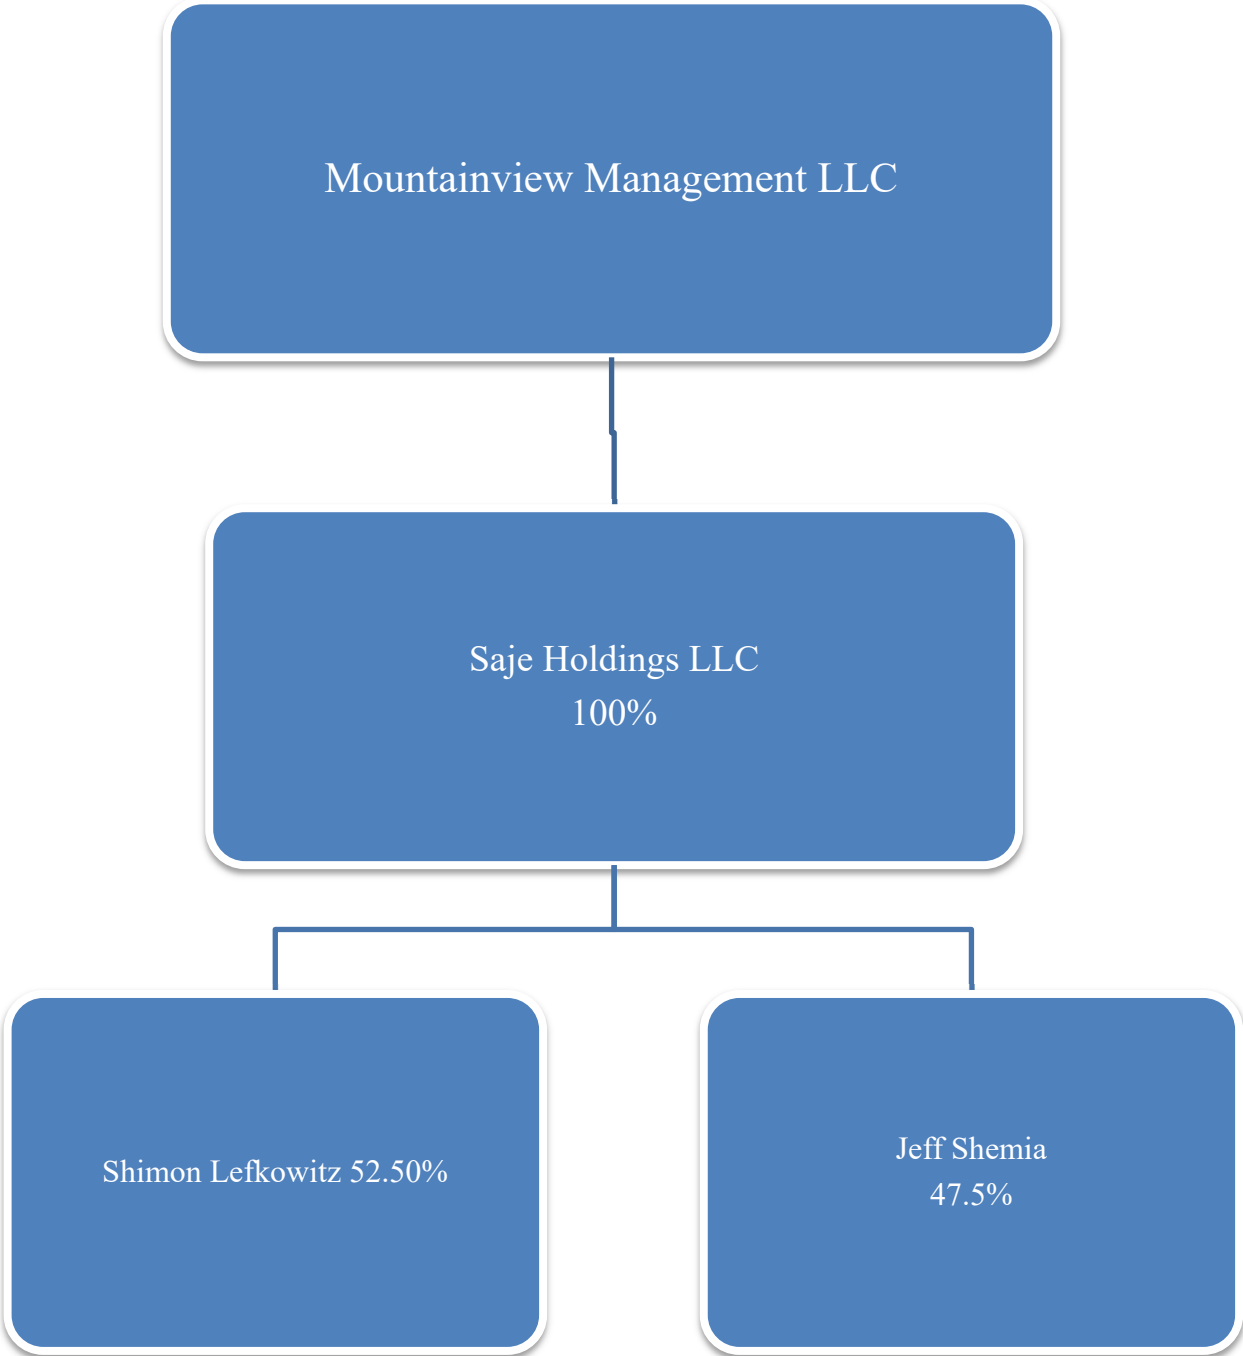 Mountainview Management LLC
Saje Holdings LLC
100%
Shimon Lefkowitz 52.50%
Jeff Shemia
47.5%